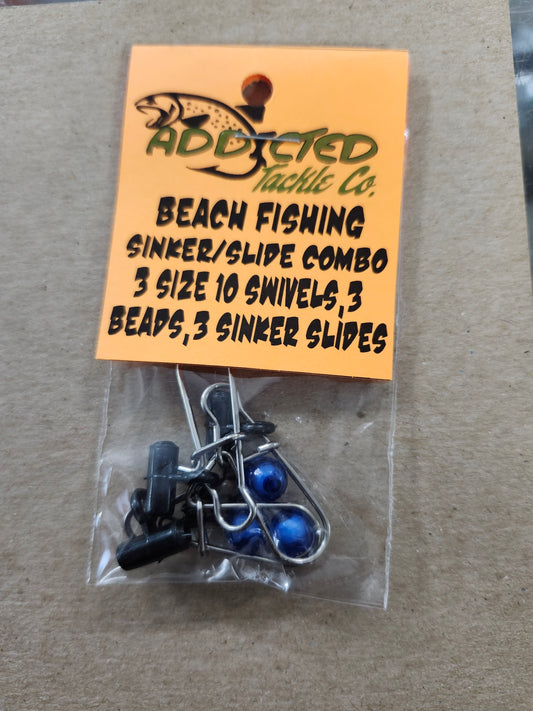 ADDICTED
Tackle Co.
BEACH FISHING
SINKER/SLIDE COMBO
3 SIZE 10 SWIVELS,3
BEADS,3 SINKER SLIDES